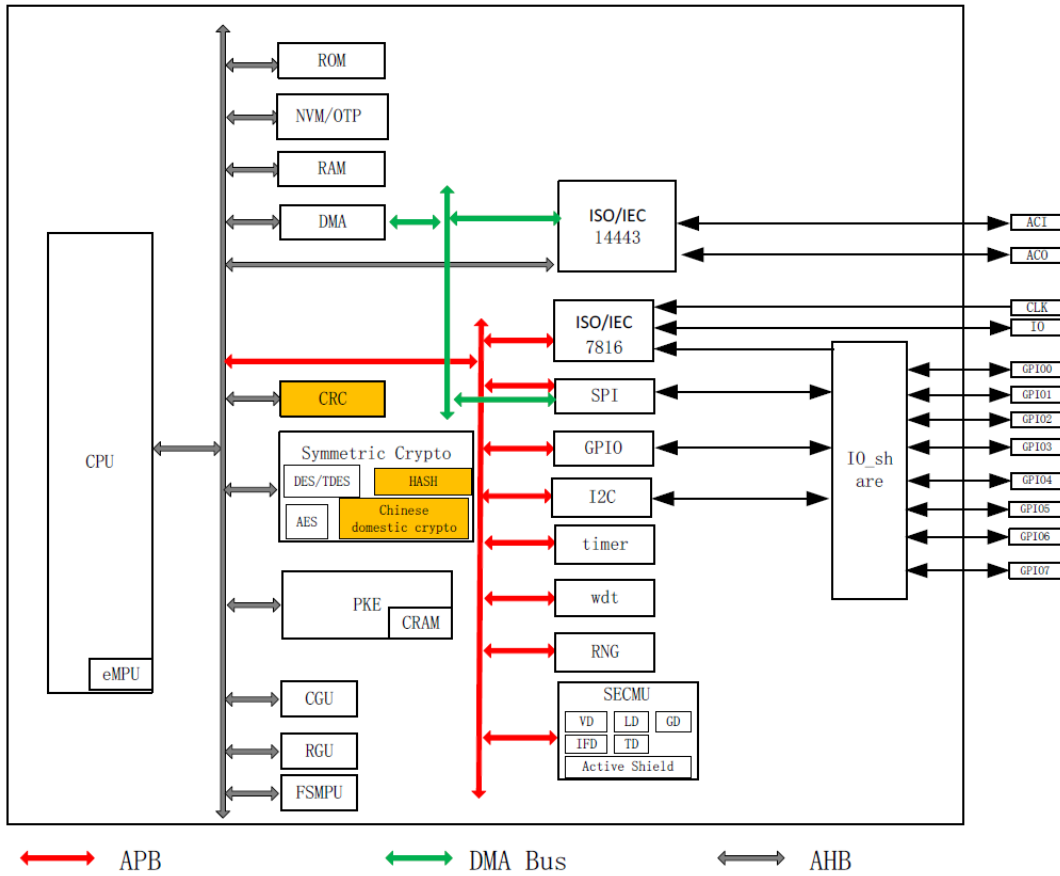 ROM
NVM/OTP
RAM
DMA
ISO/IEC
14443
ACI
ACO
CLK
IO
ISO/IEC
7816
CPU
eMPU
CRC
SPI
Symmetric Crypto
DES/TDES
HASH
AES
Chinese
domestic crypto
GPIO
I2C
timer
wdt
RNG
IO_sh
are
GPIO0
GPIO1
GPIO2
GPIO3
GPIO4
GPIO5
GPIO6
GPIO7
PKE
CRAM
CGU
RGU
FSMPU
SECMU
VD
LD
GD
IFD
TD
Active Shield
APB
DMA Bus
AHB